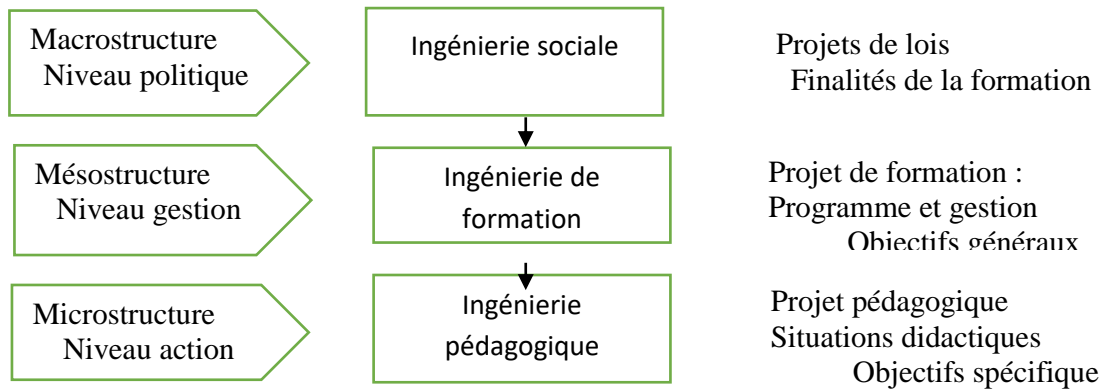 Macrostructure
Niveau politique
Ingénierie sociale
Projets de lois
Finalités de la formation
Mésostructure
Niveau gestion
Ingénierie de
formation
Projet de formation :
Programme et gestion
Objectifs généraux
Microstructure
Niveau action
Ingénierie
pédagogique
Projet pédagogique
Situations didactiques
Objectifs spécifique